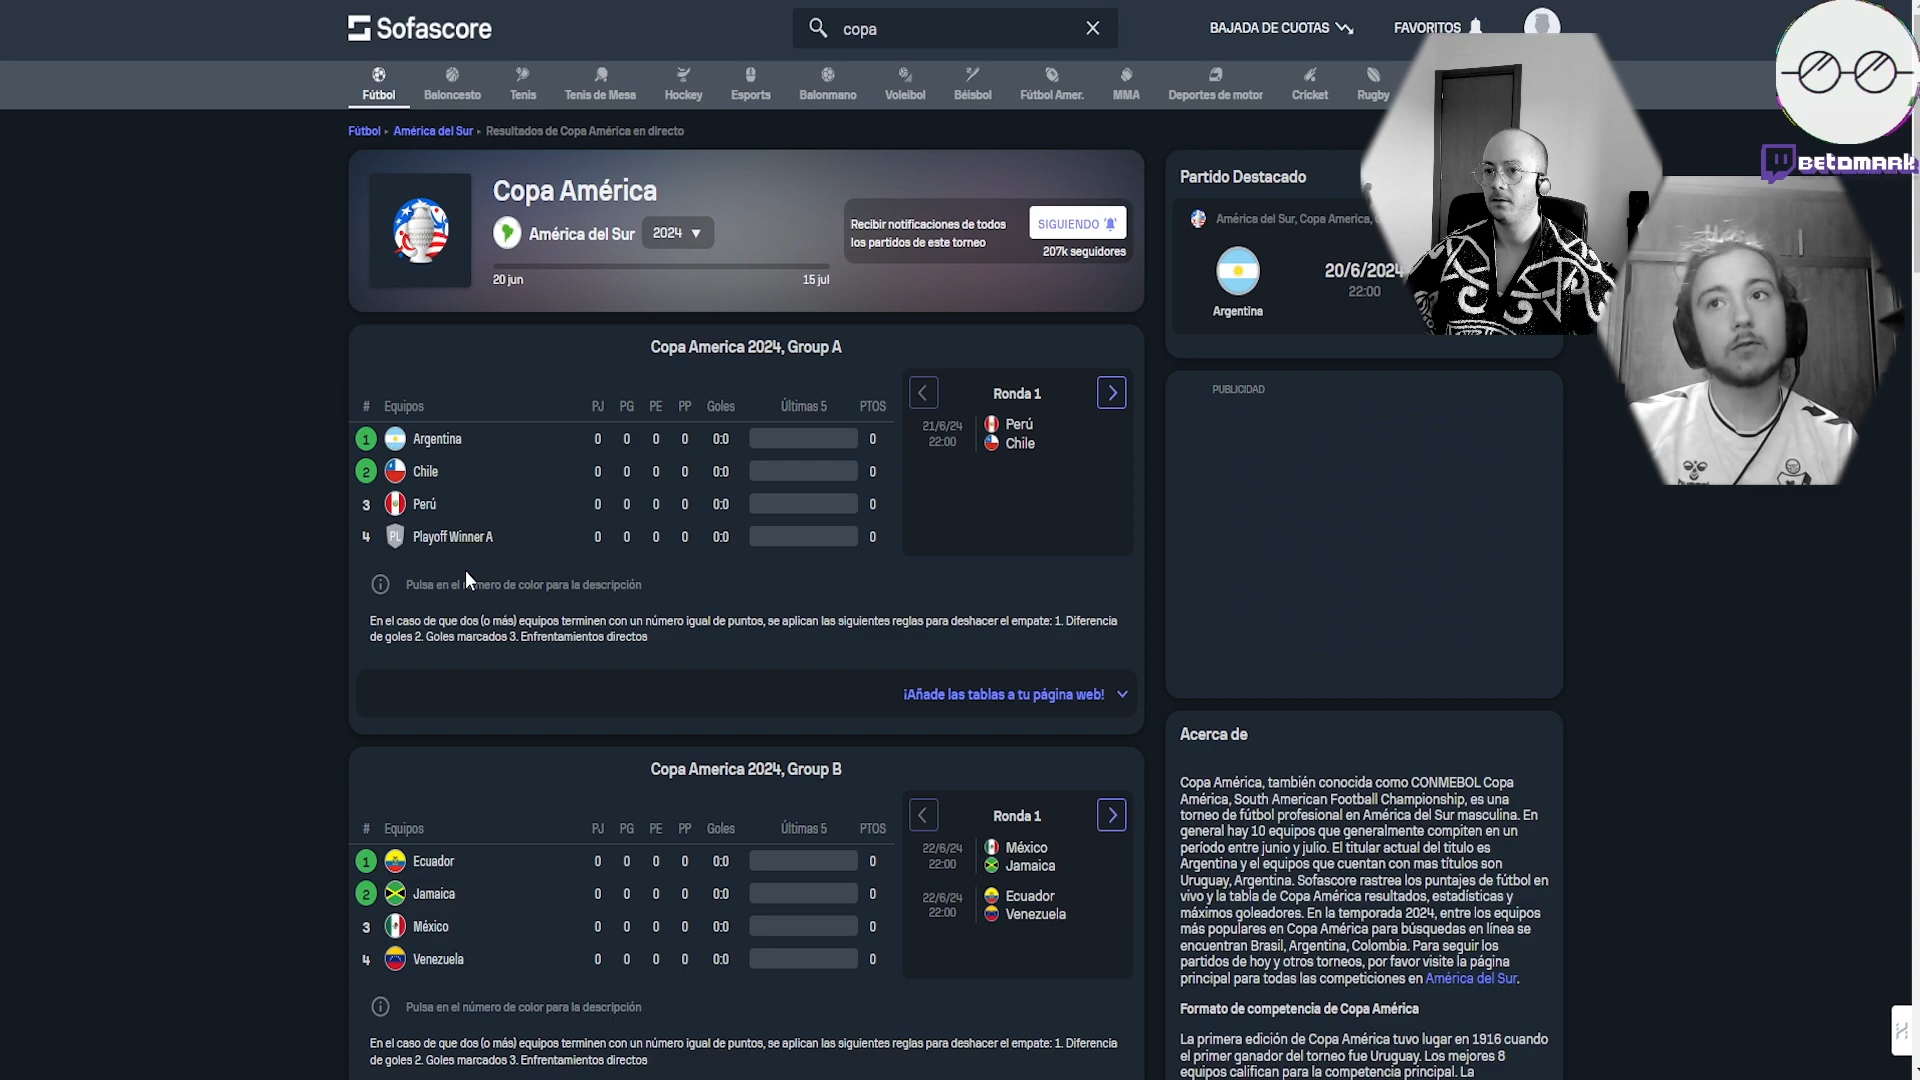 Sofascore
copa
BAJADA DE CUOTAS
FAVORITOS
Fútbol
Baloncesto
Tenis
Tenis de Mesa
Hockey
Esports
Balonmano
Voleibol
Béisbol
Fútbol Amer.
MMA
Deportes de motor
Cricket
Rugby
BETOMARK
Fútbol
América del Sur
Resultados de Copa América en directo
Copa América
América del Sur
2024
20 jun
15 jul
Recibir notificaciones de todos
los partidos de este torneo
SIGUIENDO
207k seguidores
Partido Destacado
América del Sur, Copa America,
Argentina
20/6/2024
22:00
Copa America 2024, Group A
# Equipos PJ PG PE PP Goles Últimas 5 PTOS
1 Argentina 0 0 0 0 0:0 0
2 Chile 0 0 0 0 0:0 0
3 Perú 0 0 0 0 0:0 0
4 PL Playoff Winner A 0 0 0 0 0:0 0
Ronda 1
21/6/24 Perú
22:00 Chile
Pulsa en el número de color para la descripción
En el caso de que dos (o más) equipos terminen con un número igual de puntos, se aplican las siguientes reglas para deshacer el empate: 1. Diferencia
de goles 2. Goles marcados 3. Enfrentamientos directos
¡Añade las tablas a tu página web!
PUBLICIDAD
Copa America 2024, Group B
# Equipos PJ PG PE PP Goles Últimas 5 PTOS
1 Ecuador 0 0 0 0 0:0 0
2 Jamaica 0 0 0 0 0:0 0
3 México 0 0 0 0 0:0 0
4 Venezuela 0 0 0 0 0:0 0
Ronda 1
22/6/24 México
22:00 Jamaica
22/6/24 Ecuador
22:00 Venezuela
Pulsa en el número de color para la descripción
En el caso de que dos (o más) equipos terminen con un número igual de puntos, se aplican las siguientes reglas para deshacer el empate: 1. Diferencia
de goles 2. Goles marcados 3. Enfrentamientos directos
Acerca de
Copa América, también conocida como CONMEBOL Copa
América, South American Football Championship, es una
torneo de fútbol profesional en América del Sur masculina. En
general hay 10 equipos que generalmente compiten en un
período entre junio y julio. El titular actual del titulo es
Argentina y el equipos que cuentan con mas títulos son
Uruguay, Argentina. Sofascore rastrea los puntajes de fútbol en
vivo y la tabla de Copa América resultados, estadísticas y
máximos goleadores. En la temporada 2024, entre los equipos
más populares en Copa América para búsquedas en línea se
encuentran Brasil, Argentina, Colombia. Para seguir los
partidos de hoy y otros torneos, por favor visite la página
principal para todas las competiciones en América del Sur.
Formato de competencia de Copa América
La primera edición de Copa América tuvo lugar en 1916 cuando
el primer ganador del torneo fue Uruguay. Los mejores 8
equipos califican para la competencia principal. La